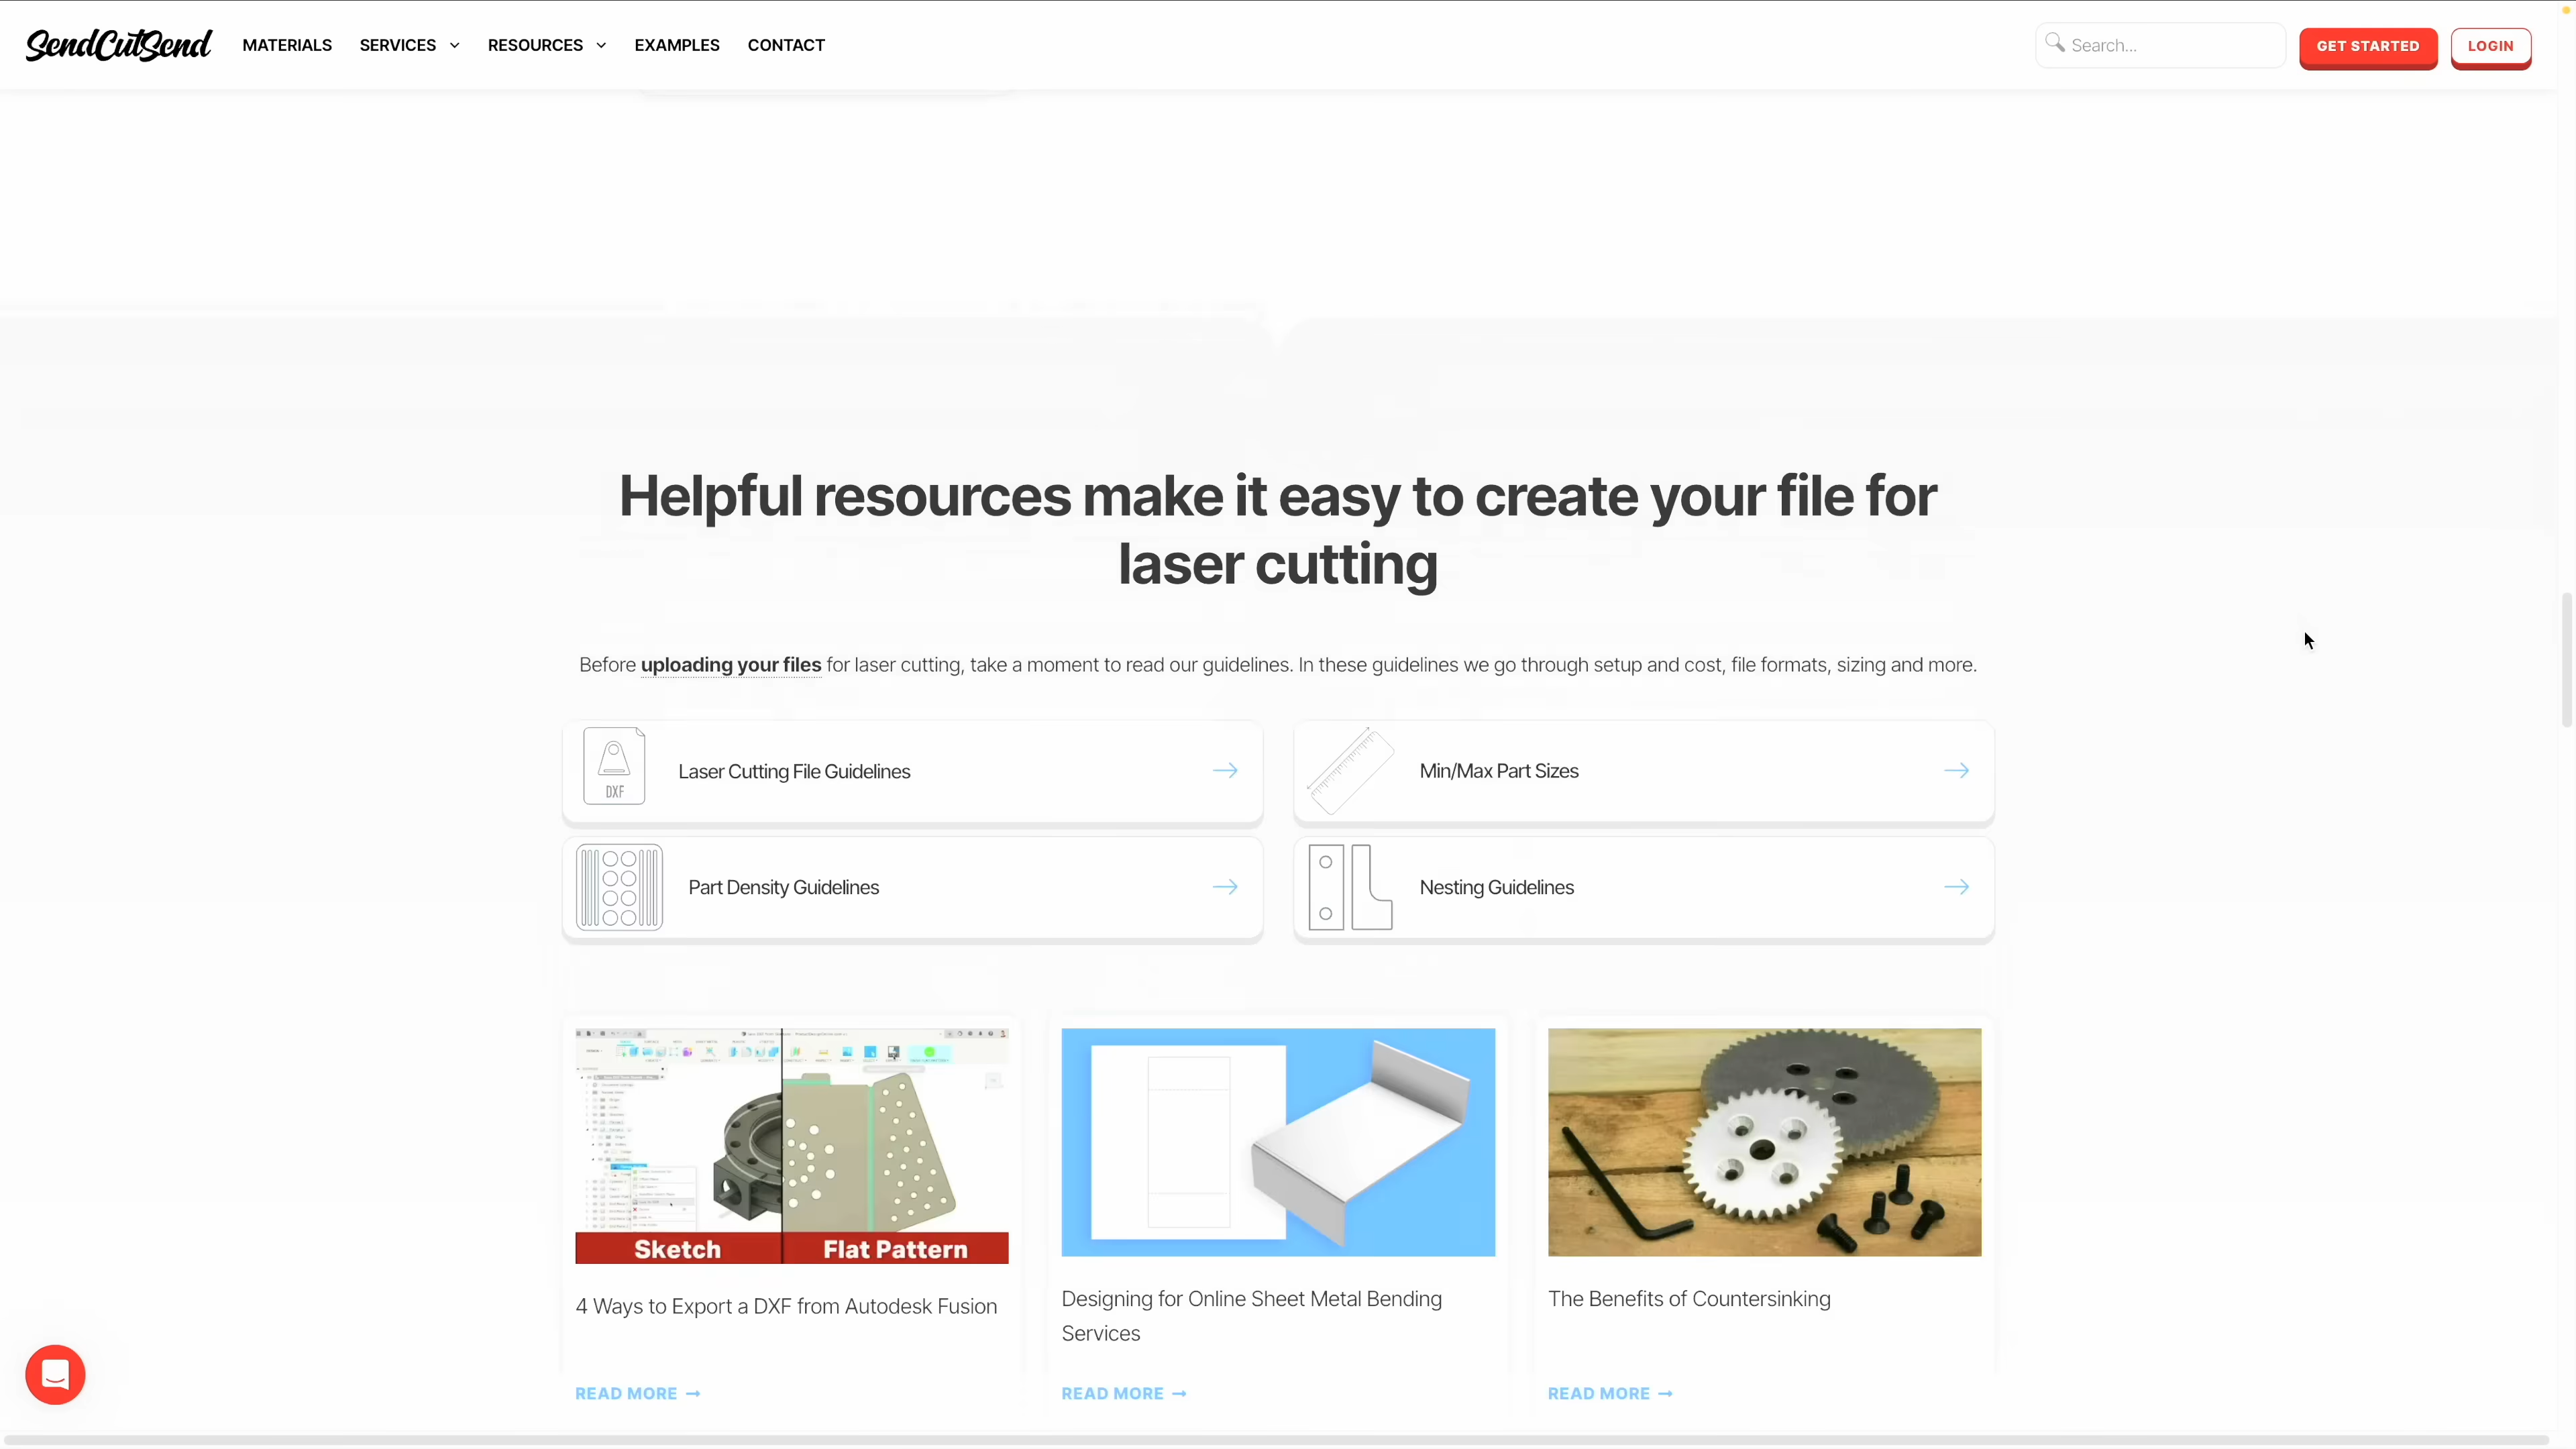 SendCutSend MATERIALS SERVICES RESOURCES EXAMPLES CONTACT Search... GET STARTED LOGIN
Helpful resources make it easy to create your file for
laser cutting
Before uploading your files for laser cutting, take a moment to read our guidelines. In these guidelines we go through setup and cost, file formats, sizing and more.
DXF
Laser Cutting File Guidelines
Min/Max Part Sizes
Part Density Guidelines
Nesting Guidelines
Sketch
Flat Pattern
4 Ways to Export a DXF from Autodesk Fusion
READ MORE
Designing for Online Sheet Metal Bending
Services
READ MORE
The Benefits of Countersinking
READ MORE